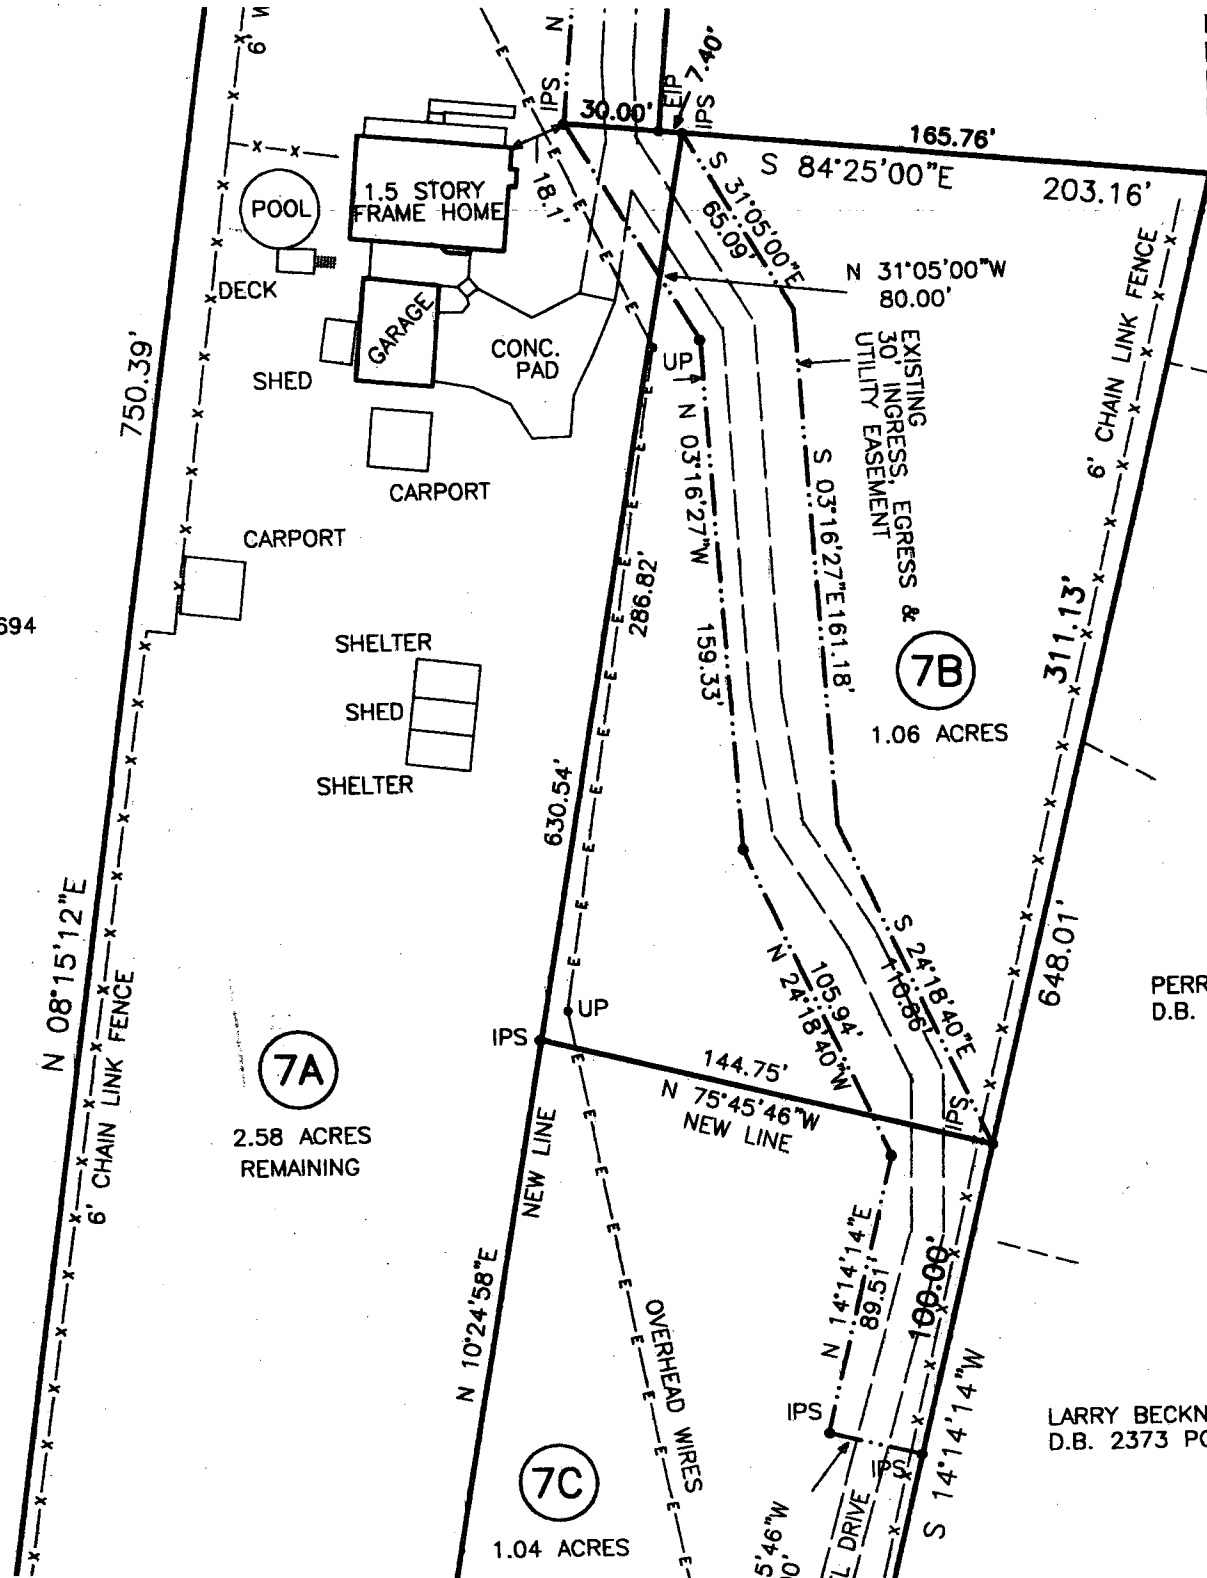 6' W
N
IPS
30.00'
EIP
7.40'
IPS
165.76'
S 84°25'00"E
203.16'
1.5 STORY
FRAME HOME
18.1'
POOL
DECK
GARAGE
SHED
CONC.
PAD
CARPORT
CARPORT
750.39'
S 31°05'00"E
65.09'
N 31°05'00"W
80.00'
EXISTING
30' INGRESS, EGRESS &
UTILITY EASEMENT
6' CHAIN LINK FENCE
UP
N 03°16'27"W
159.33'
S 03°16'27"E 161.18'
286.82'
694
SHELTER
SHED
SHELTER
7B
1.06 ACRES
311.13'
630.54'
648.01'
N 08°15'12"E
6' CHAIN LINK FENCE
S 24°18'40"E
110.86'
105.94'
N 24°18'40"W
PERR
D.B.
UP
IPS
7A
2.58 ACRES
REMAINING
144.75'
N 75°45'46"W
NEW LINE
IPS
NEW LINE
N 10°24'58"E
N 14°14'14"E
89.51'
100.00'
OVERHEAD WIRES
S 14°14'14"W
IPS
IPS
LARRY BECKN
D.B. 2373 PG
7C
1.04 ACRES
5'46"W
00'
EL DRIVE